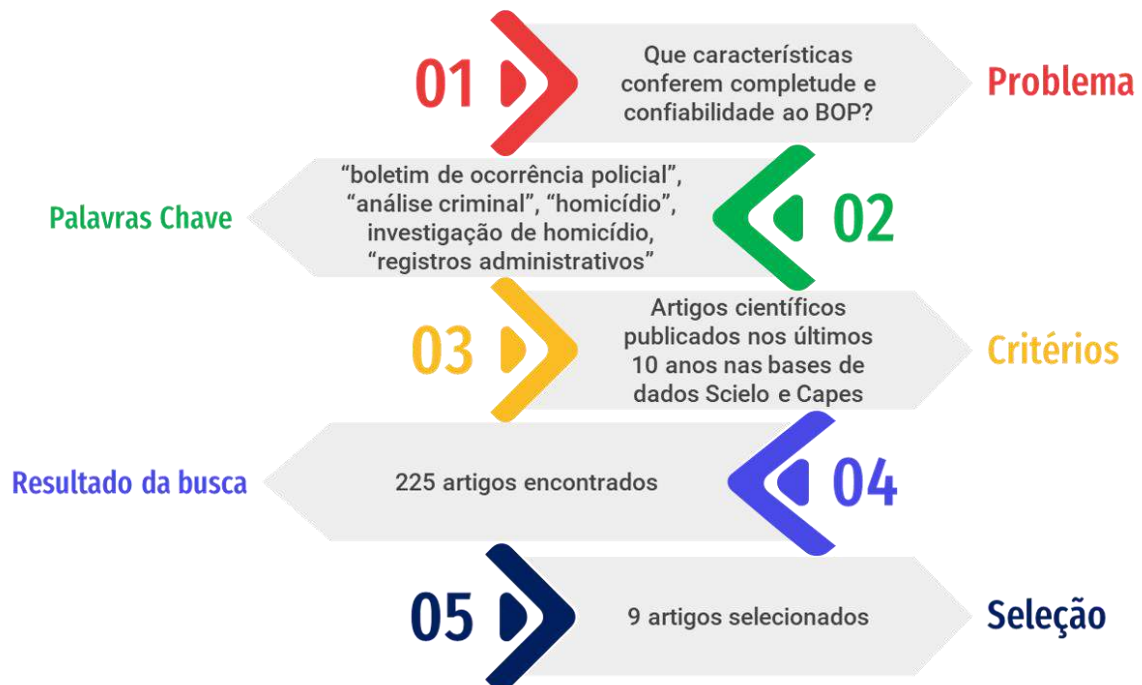 01
Que características
conferem completude e
confiabilidade ao BOP?
Problema
Palavras Chave
“boletim de ocorrência policial”,
“análise criminal”, “homicídio”,
investigação de homicídio,
“registros administrativos”
02
03
Artigos científicos
publicados nos últimos
10 anos nas bases de
dados Scielo e Capes
Critérios
Resultado da busca
225 artigos encontrados
04
05
9 artigos selecionados
Seleção